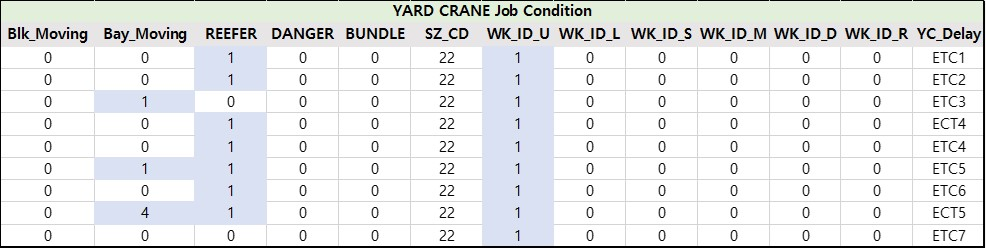 YARD CRANE Job Condition
Blk_Moving Bay_Moving REEFER DANGER BUNDLE SZ_CD WK_ID_U WK_ID_L WK_ID_S WK_ID_M WK_ID_D WK_ID_R YC_Delay
0 0 1 0 0 22 1 0 0 0 0 0 ETC1
0 0 1 0 0 22 1 0 0 0 0 0 ETC2
0 1 0 0 0 22 1 0 0 0 0 0 ETC3
0 0 1 0 0 22 1 0 0 0 0 0 ECT4
0 0 1 0 0 22 1 0 0 0 0 0 ETC4
0 1 1 0 0 22 1 0 0 0 0 0 ETC5
0 0 1 0 0 22 1 0 0 0 0 0 ETC6
0 4 1 0 0 22 1 0 0 0 0 0 ECT5
0 0 0 0 0 22 1 0 0 0 0 0 ETC7